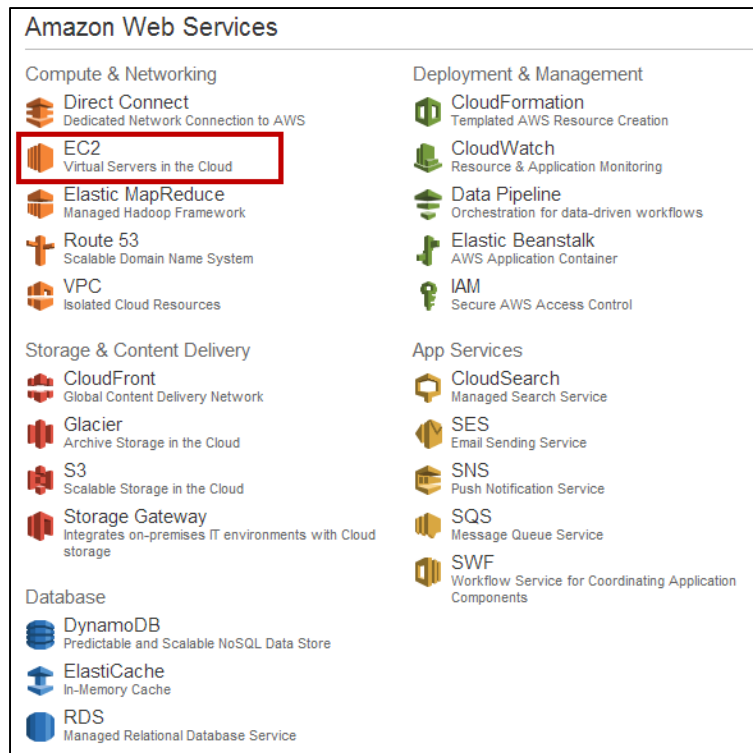 Amazon Web Services
Compute & Networking
Direct Connect
Dedicated Network Connection to AWS
EC2
Virtual Servers in the Cloud
Elastic MapReduce
Managed Hadoop Framework
Route 53
Scalable Domain Name System
VPC
Isolated Cloud Resources
Storage & Content Delivery
CloudFront
Global Content Delivery Network
Glacier
Archive Storage in the Cloud
S3
Scalable Storage in the Cloud
Storage Gateway
Integrates on-premises IT environments with Cloud
storage
Database
DynamoDB
Predictable and Scalable NoSQL Data Store
ElastiCache
In-Memory Cache
RDS
Managed Relational Database Service
Deployment & Management
CloudFormation
Templated AWS Resource Creation
CloudWatch
Resource & Application Monitoring
Data Pipeline
Orchestration for data-driven workflows
Elastic Beanstalk
AWS Application Container
IAM
Secure AWS Access Control
App Services
CloudSearch
Managed Search Service
SES
Email Sending Service
SNS
Push Notification Service
SQS
Message Queue Service
SWF
Workflow Service for Coordinating Application
Components